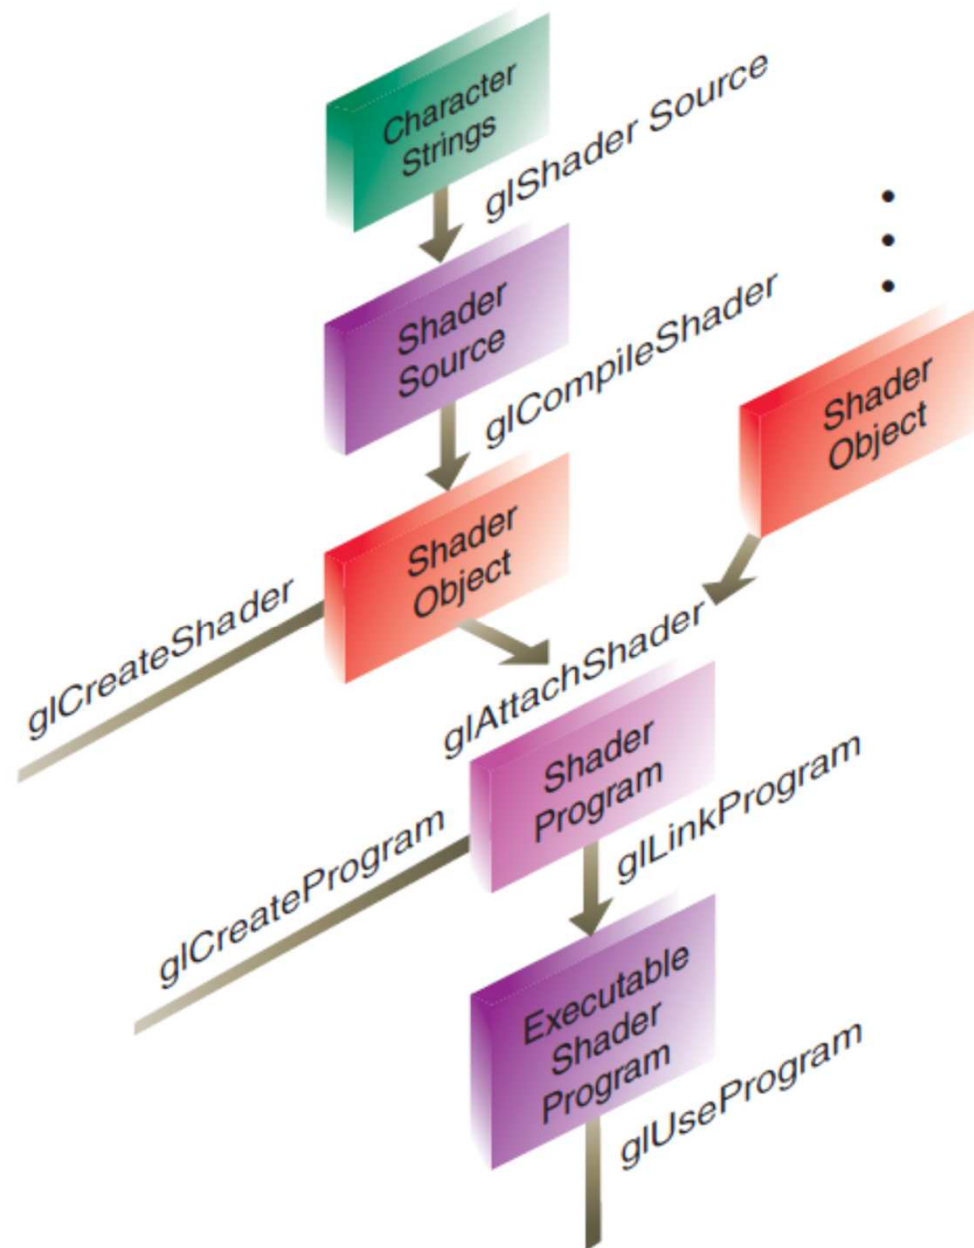 Character
Strings
glShader Source
Shader
Source
glCompileShader
Shader
Object
Shader
Object
glCreateShader
glAttachShader
Shader
Program
glCreateProgram
glLinkProgram
Executable
Shader
Program
glUseProgram